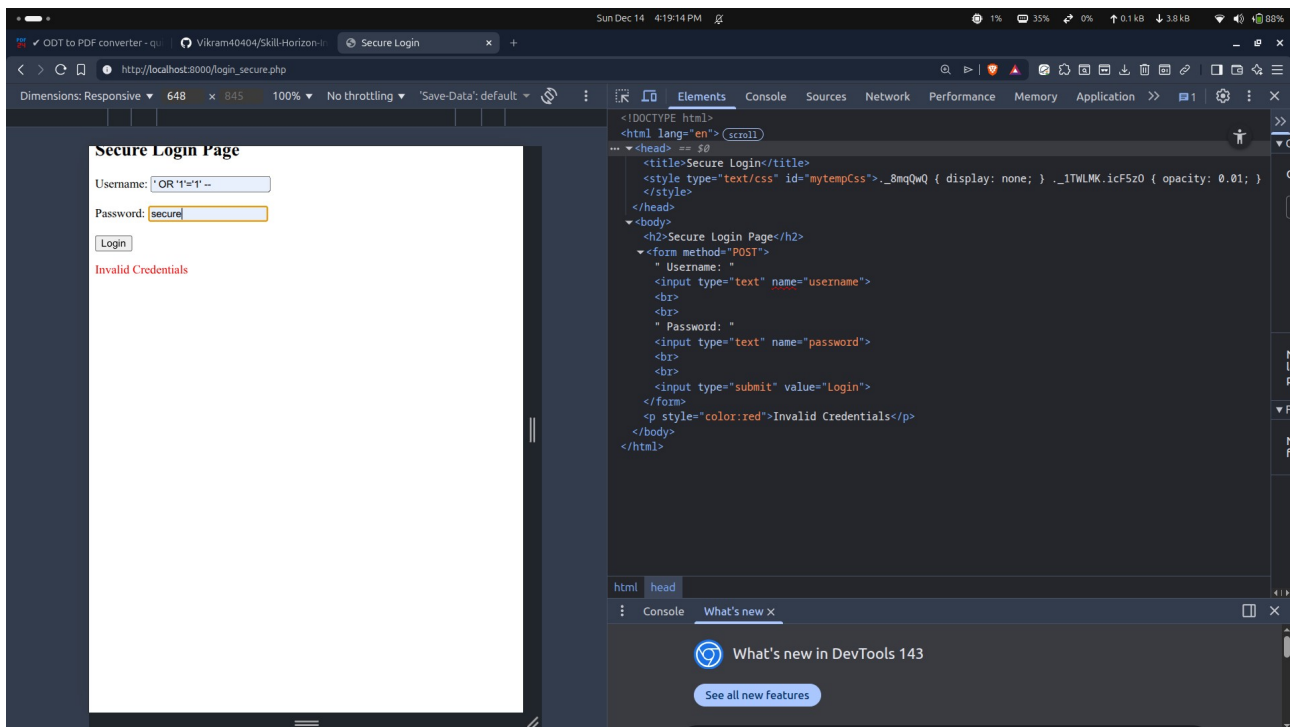 Sun Dec 14 4:19:14 PM
1% 35% 0% ↑ 0.1 kB ↓ 3.8 kB 88%
✔ ODT to PDF converter - qu
Vikram40404/Skill-Horizon-In
Secure Login × +
http://localhost:8000/login_secure.php
Dimensions: Responsive ▼ 648 × 845 100% ▼ No throttling ▼ 'Save-Data': default ▼
Elements Console Sources Network Performance Memory Application >> 1
Secure Login Page
Username: ' OR '1'='1' --
Password: secure
Login
Invalid Credentials
<!DOCTYPE html>
<html lang="en"> scroll
... ▼<head> == $0
<title>Secure Login</title>
<style type="text/css" id="mytempCss">._8mqQwQ { display: none; } ._1TWLMK.icF5zO { opacity: 0.01; }
</style>
</head>
▼<body>
<h2>Secure Login Page</h2>
▼<form method="POST">
" Username: "
<input type="text" name="username">
<br>
<br>
" Password: "
<input type="text" name="password">
<br>
<br>
<input type="submit" value="Login">
</form>
<p style="color:red">Invalid Credentials</p>
</body>
</html>
html head
Console What's new ×
What's new in DevTools 143
See all new features